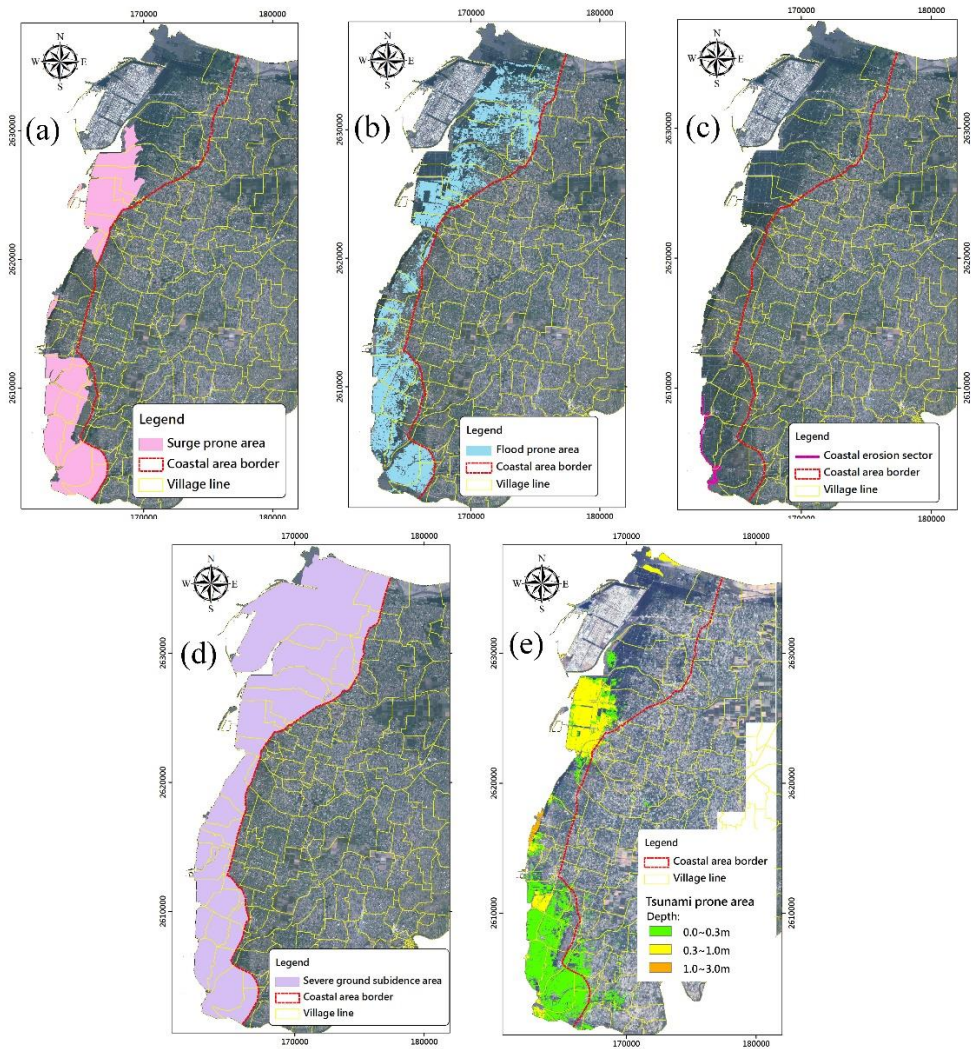 170000
180000
N
W E
S
(a)
2630000
2620000
2610000
Legend
Surge prone area
Coastal area border
Village line
170000
180000
170000
180000
N
W E
S
(b)
2630000
2620000
2610000
Legend
Flood prone area
Coastal area border
Village line
170000
180000
170000
180000
N
W E
S
(c)
2630000
2620000
2610000
Legend
Coastal erosion sector
Coastal area border
Village line
170000
180000
170000
180000
N
W E
S
(d)
2630000
2620000
2610000
Legend
Severe ground subidence area
Coastal area border
Village line
170000
180000
170000
180000
N
W E
S
(e)
2630000
2620000
2610000
Legend
Coastal area border
Village line
Tsunami prone area
Depth:
0.0~0.3m
0.3~1.0m
1.0~3.0m
170000
180000